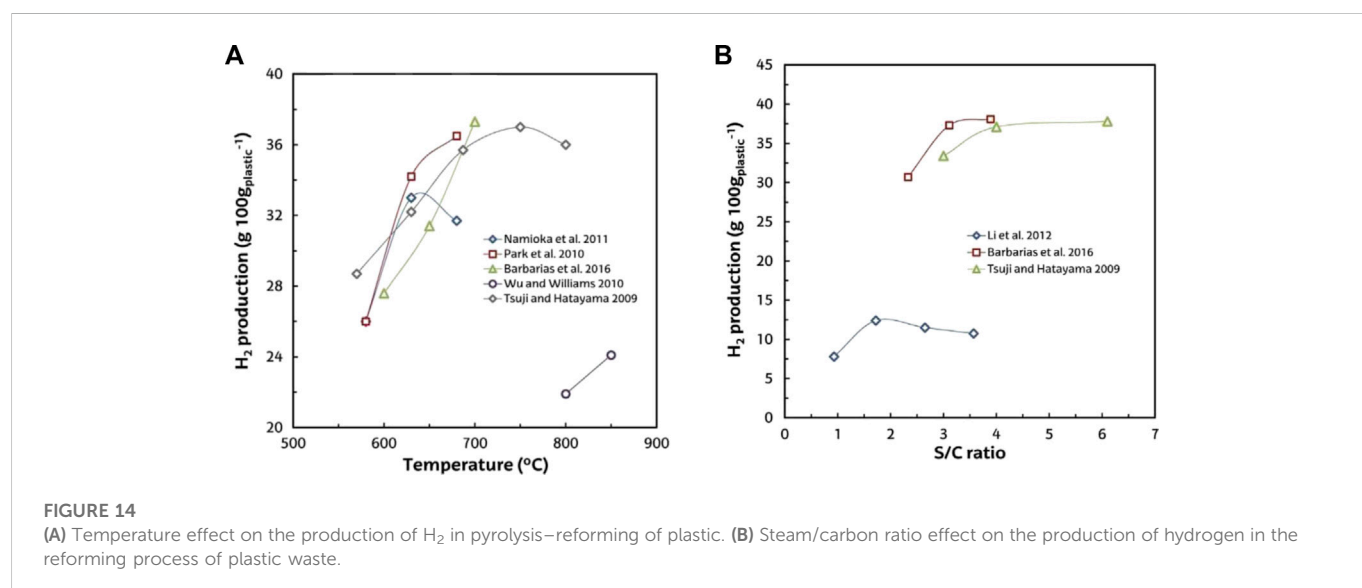 A
H2 production (g 100gplastic-1)
40
36
32
28
24
20
500
600
700
800
900
Temperature (ºC)
Namioka et al. 2011
Park et al. 2010
Barbarias et al. 2016
Wu and Williams 2010
Tsuji and Hatayama 2009
B
H2 production (g 100gplastic-1)
45
40
35
30
25
20
15
10
5
0
0
1
2
3
4
5
6
7
S/C ratio
Li et al. 2012
Barbarias et al. 2016
Tsuji and Hatayama 2009
FIGURE 14
(A) Temperature effect on the production of H2 in pyrolysis–reforming of plastic. (B) Steam/carbon ratio effect on the production of hydrogen in the
reforming process of plastic waste.